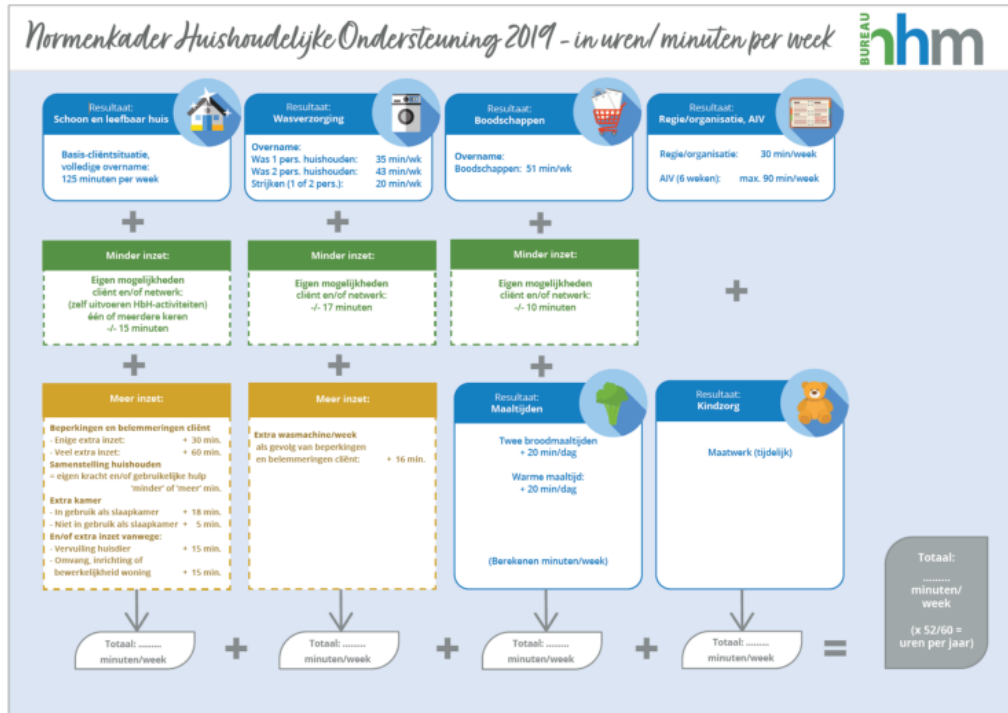 Normenkader Huishoudelijke Ondersteuning 2019 - in uren/minuten per week
BUREAU
hhm
Resultaat:
Schoon en leefbaar huis
Basis-cliëntsituatie,
volledige overname:
125 minuten per week
Resultaat:
Wasverzorging
Overname:
Was 1 pers. huishouden: 35 min/wk
Was 2 pers. huishouden: 43 min/wk
Strijken (1 of 2 pers.): 20 min/wk
Resultaat:
Boodschappen
Overname:
Boodschappen: 51 min/wk
Resultaat:
Regie/organisatie, AIV
Regie/organisatie: 30 min/week
AIV (6 weken): max. 90 min/week
+
+
+
Minder inzet:
Eigen mogelijkheden
cliënt en/of netwerk:
(zelf uitvoeren HbH-activiteiten)
één of meerdere keren
-/- 15 minuten
Minder inzet:
Eigen mogelijkheden
cliënt en/of netwerk:
-/- 17 minuten
Minder inzet:
Eigen mogelijkheden
cliënt en/of netwerk:
-/- 10 minuten
+
+
+
+
Meer inzet:
Beperkingen en belemmeringen cliënt
- Enige extra inzet: + 30 min.
- Veel extra inzet: + 60 min.
Samenstelling huishouden
= eigen kracht en/of gebruikelijke hulp
'minder' of 'meer' min.
Extra kamer
- In gebruik als slaapkamer + 18 min.
- Niet in gebruik als slaapkamer + 5 min.
En/of extra inzet vanwege:
- Vervuiling huisdier + 15 min.
- Omvang, inrichting of
bewerkelijkheid woning + 15 min.
Meer inzet:
Extra wasmachine/week
als gevolg van beperkingen
en belemmeringen cliënt: + 16 min.
Resultaat:
Maaltijden
Twee broodmaaltijden
+ 20 min/dag
Warme maaltijd:
+ 20 min/dag
(Berekenen minuten/week)
Resultaat:
Kindzorg
Maatwerk (tijdelijk)
Totaal: .........
minuten/week
+
Totaal: .........
minuten/week
+
Totaal: .........
minuten/week
+
Totaal: .........
minuten/week
=
Totaal:
.........
minuten/
week
(x 52/60 =
uren per jaar)